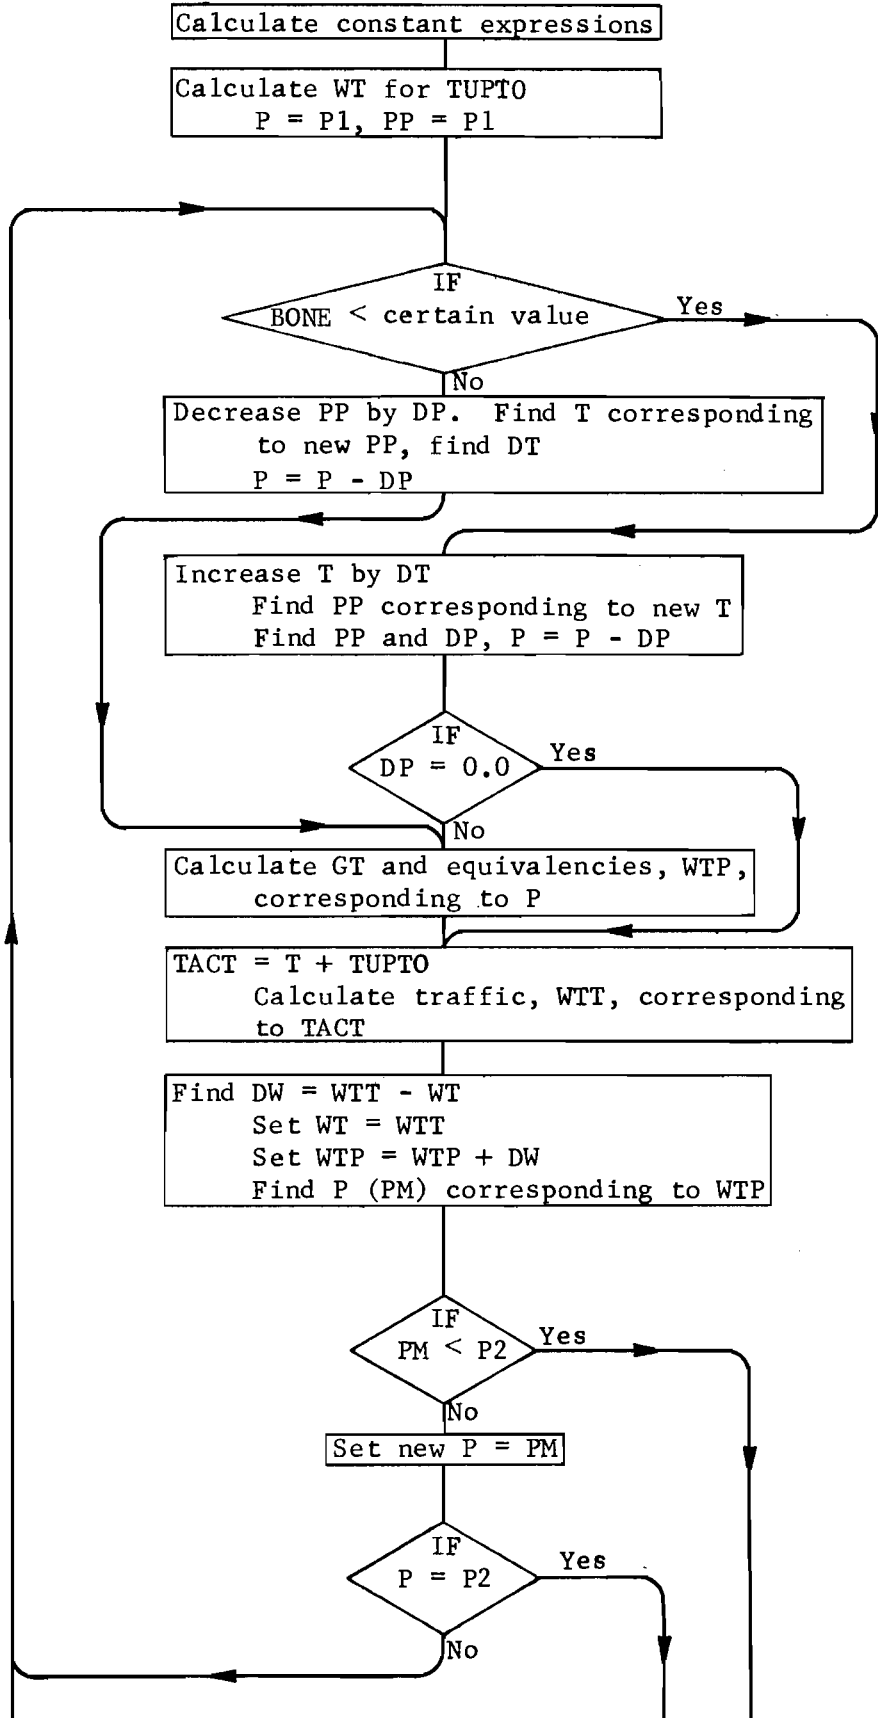 Calculate constant expressions
Calculate WT for TUPTO
P = P1, PP = P1
IF
BONE < certain value
Yes
No
Decrease PP by DP. Find T corresponding
to new PP, find DT
P = P - DP
Increase T by DT
Find PP corresponding to new T
Find PP and DP, P = P - DP
IF
DP = 0.0
Yes
No
Calculate GT and equivalencies, WTP,
corresponding to P
TACT = T + TUPTO
Calculate traffic, WTT, corresponding
to TACT
Find DW = WTT - WT
Set WT = WTT
Set WTP = WTP + DW
Find P (PM) corresponding to WTP
IF
PM < P2
Yes
No
Set new P = PM
IF
P = P2
Yes
No